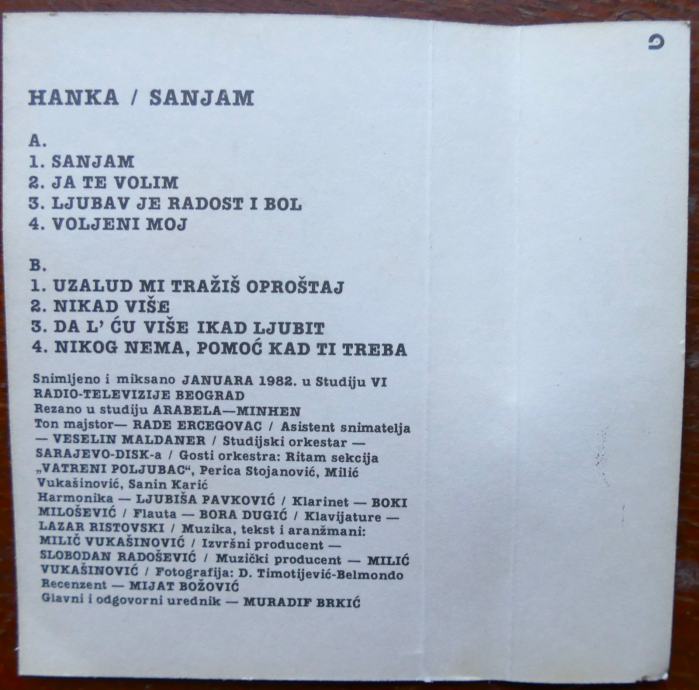 HANKA / SANJAM
A.
1. SANJAM
2. JA TE VOLIM
3. LJUBAV JE RADOST I BOL
4. VOLJENI MOJ
B.
1. UZALUD MI TRAŽIŠ OPROŠTAJ
2. NIKAD VIŠE
3. DA L' ĆU VIŠE IKAD LJUBIT
4. NIKOG NEMA, POMOĆ KAD TI TREBA
Snimljeno i miksano JANUARA 1982. u Studiju VI
RADIO-TELEVIZIJE BEOGRAD
Rezano u studiju ARABELA—MINHEN
Ton majstor— RADE ERCEGOVAC / Asistent snimatelja
— VESELIN MALDANER / Studijski orkestar —
SARAJEVO-DISK-a / Gosti orkestra: Ritam sekcija
„VATRENI POLJUBAC“, Perica Stojanović, Milić
Vukašinović, Sanin Karić
Harmonika — LJUBIŠA PAVKOVIĆ / Klarinet — BOKI
MILOŠEVIĆ / Flauta — BORA DUGIĆ / Klavijature —
LAZAR RISTOVSKI / Muzika, tekst i aranžmani:
MILIČ VUKAŠINOVIĆ / Izvršni producent —
SLOBODAN RADOŠEVIĆ / Muzički producent — MILIĆ
VUKAŠINOVIĆ / Fotografija: D. Timotijević-Belmondo
Recenzent — MIJAT BOŽOVIĆ
Glavni i odgovorni urednik — MURADIF BRKIĆ